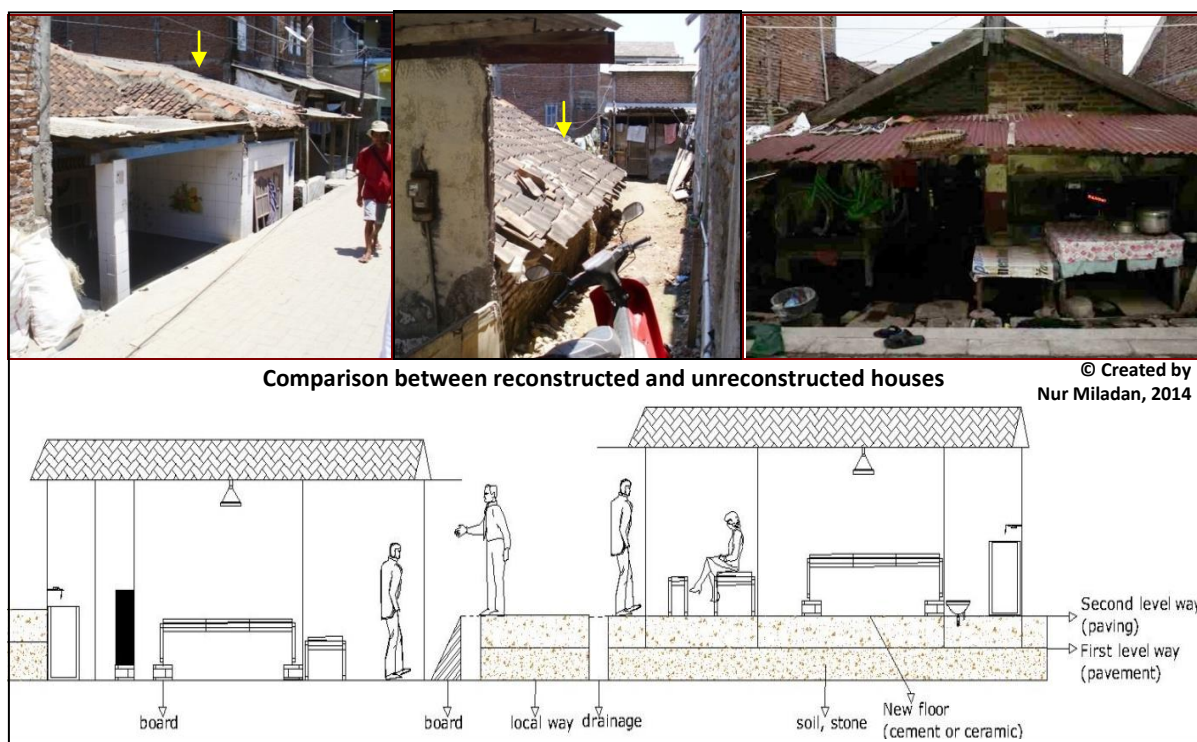 Comparison between reconstructed and unreconstructed houses
© Created by
Nur Miladan, 2014
Second level way
(paving)
First level way
(pavement)
board
board
local way
drainage
soil, stone
New floor
(cement or ceramic)